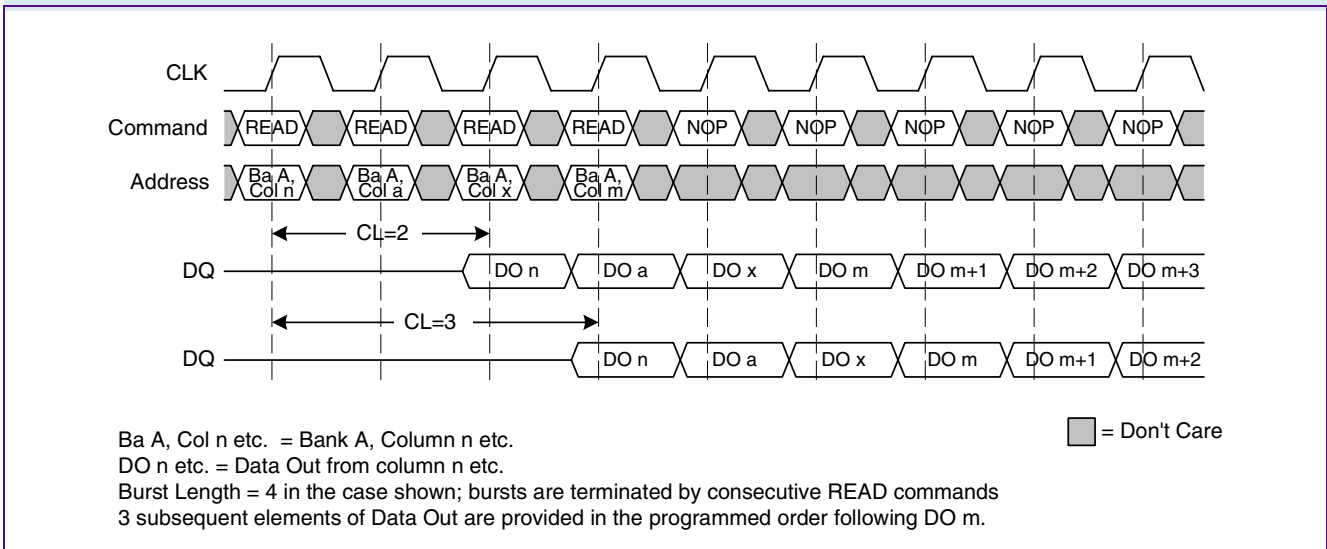 CLK
Command READ READ READ READ NOP NOP NOP NOP NOP
Address Ba A, Col n Ba A, Col a Ba A, Col x Ba A, Col m
CL=2
DQ DO n DO a DO x DO m DO m+1 DO m+2 DO m+3
CL=3
DQ DO n DO a DO x DO m DO m+1 DO m+2
Ba A, Col n etc. = Bank A, Column n etc.
= Don't Care
DO n etc. = Data Out from column n etc.
Burst Length = 4 in the case shown; bursts are terminated by consecutive READ commands
3 subsequent elements of Data Out are provided in the programmed order following DO m.